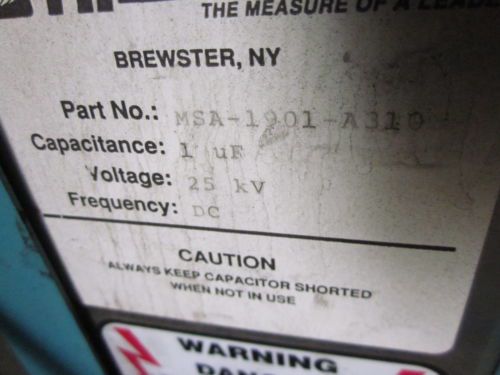 THE MEASURE OF A LEADE
BREWSTER, NY
Part No.: MSA-1901-A310
Capacitance: 1 uF
Voltage: 25 kV
Frequency: DC
CAUTION
ALWAYS KEEP CAPACITOR SHORTED
WHEN NOT IN USE
WARNING